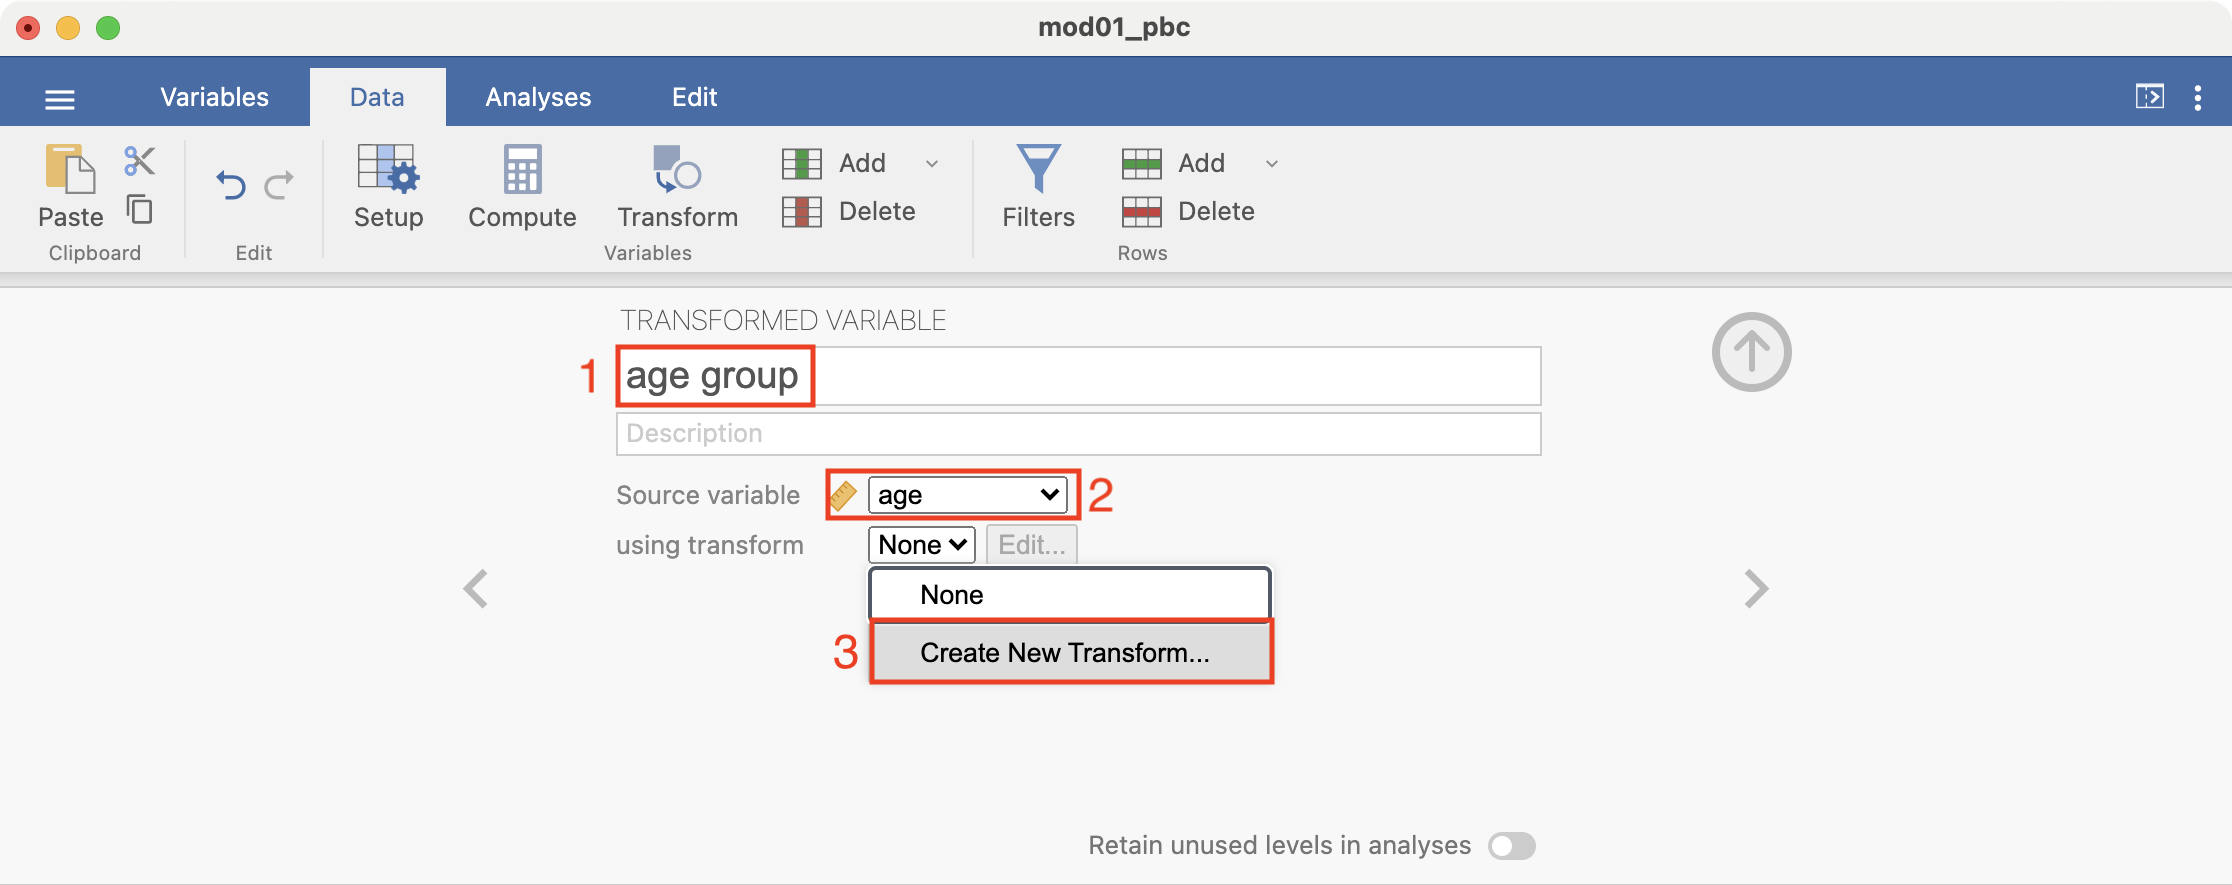 mod01_pbc
Variables Data Analyses Edit
Paste
Clipboard
Edit
Setup Compute Transform Add Delete
Variables
Filters Add Delete
Rows
TRANSFORMED VARIABLE
1 age group
Description
Source variable age 2
using transform None Edit...
None
3 Create New Transform...
Retain unused levels in analyses